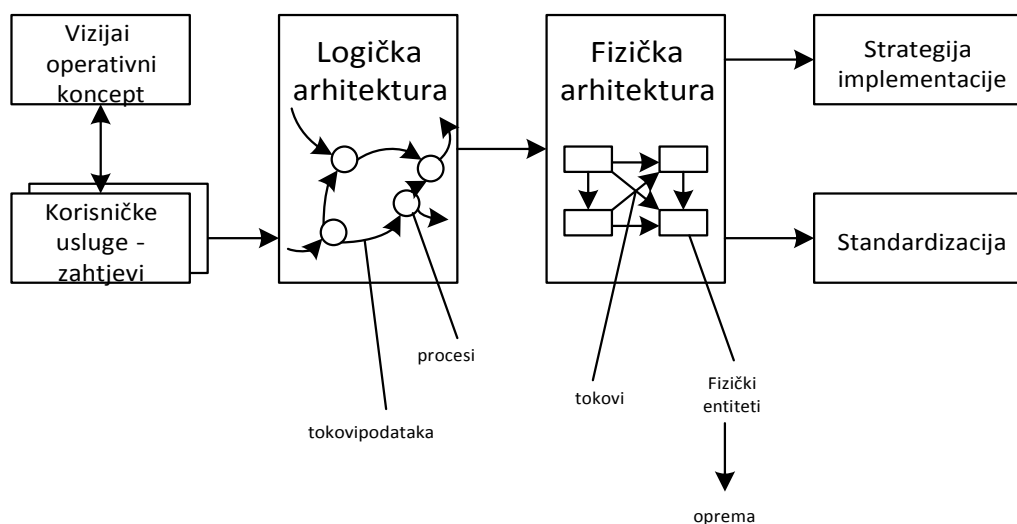 Vizijai
operativni
koncept
Korisničke
usluge -
zahtjevi
Logička
arhitektura
Fizička
arhitektura
Strategija
implementacije
Standardizacija
procesi
tokovipodataka
tokovi
Fizički
entiteti
oprema